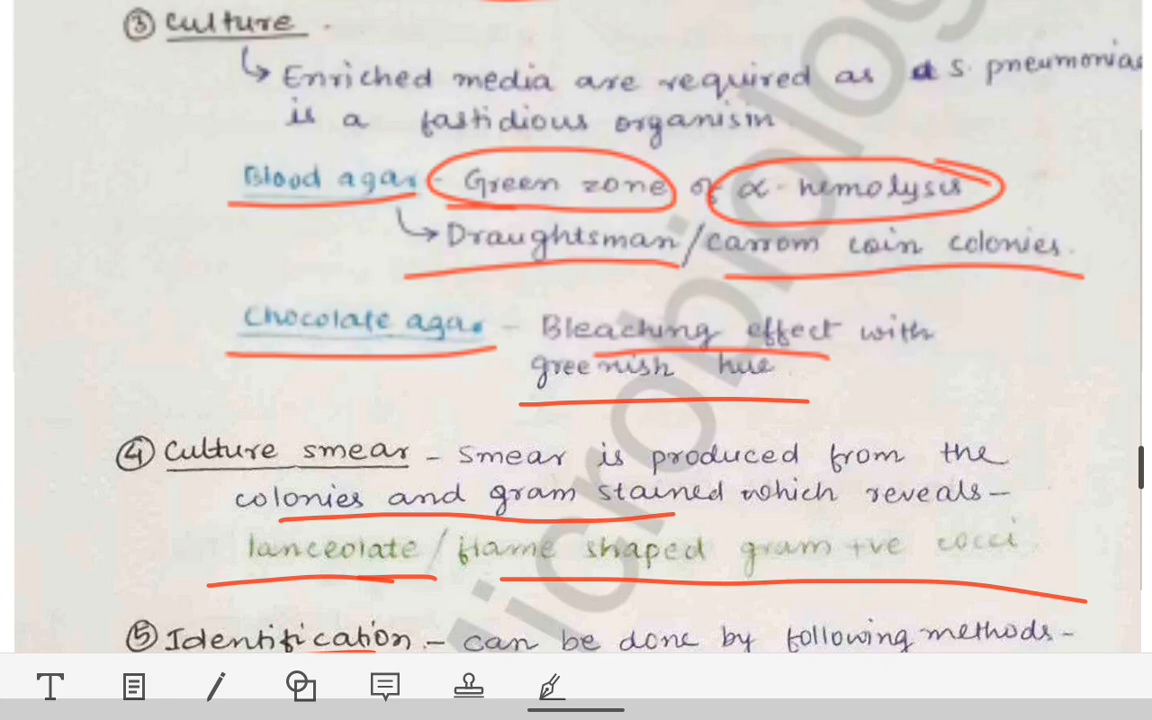 ③ Culture .
↳ Enriched media are required as S. pneumoniae
is a fastidious organism
Blood agar - Green zone of α-hemolysis
↳ Draughtsman/carrom coin colonies.
Chocolate agar - Bleaching effect with
greenish hue.
④ Culture smear - Smear is produced from the
colonies and gram stained which reveals -
lanceolate / flame shaped gram +ve cocci.
⑤ Identification - can be done by following methods -
icrobiolog
T